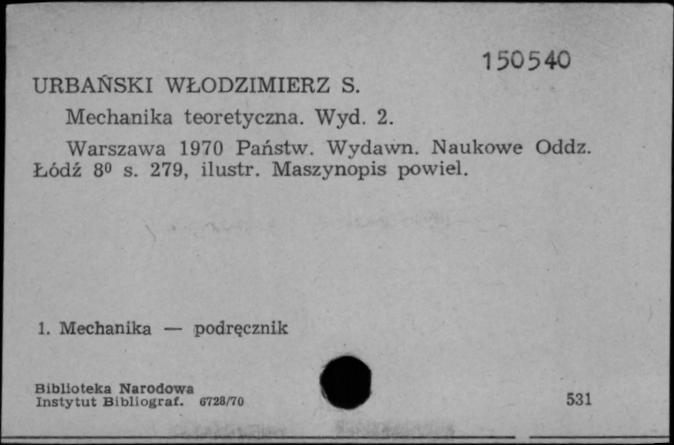 150540
URBAŃSKI WŁODZIMIERZ S.
Mechanika teoretyczna. Wyd. 2.
Warszawa 1970 Państw. Wydawn. Naukowe Oddz.
Łódź 8⁰ s. 279, ilustr. Maszynopis powiel.
1. Mechanika — podręcznik
Biblioteka Narodowa
Instytut Bibliograf. 6728/70
531